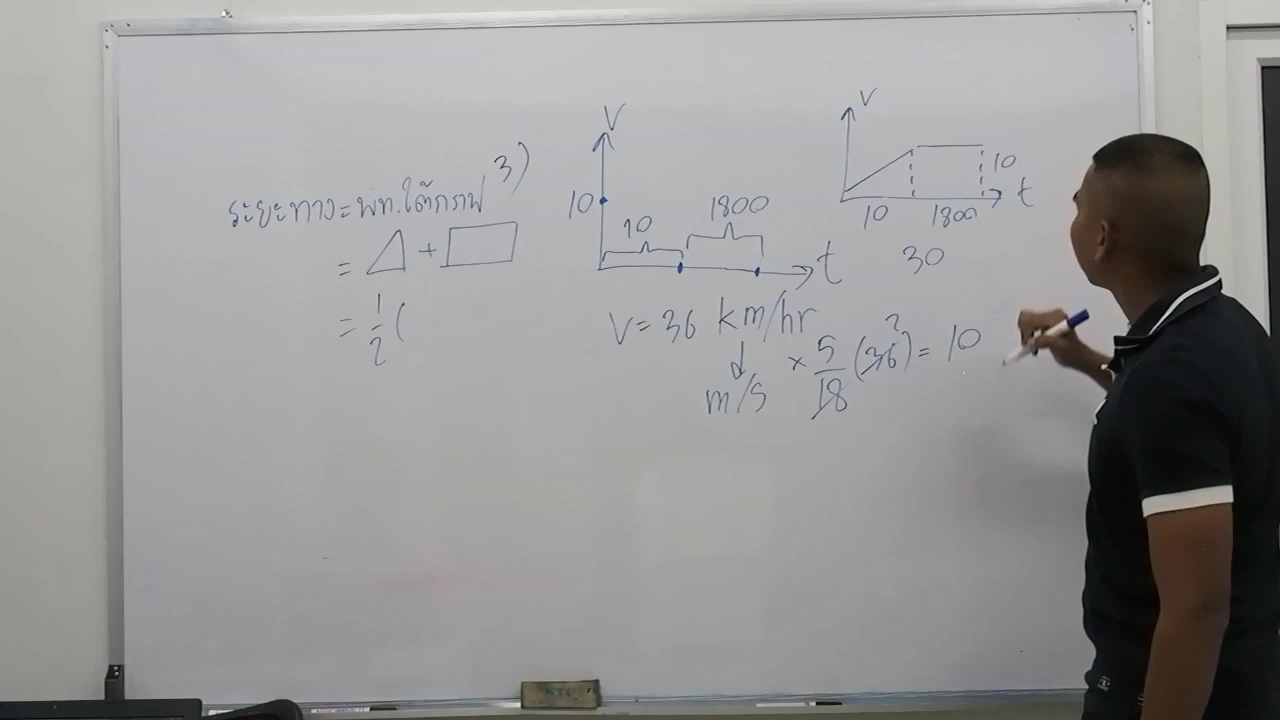 3)
ระยะทาง = พท.ใต้กราฟ
= △ + ▭
= 1/2 (
V
10
10
1800
t
V = 36 km/hr
↓
m/s
× 5/18 (36) = 10
2
V
10
10
1800
t
30